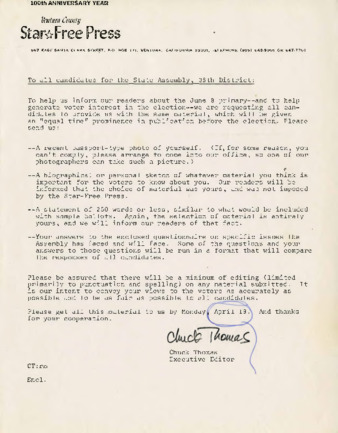 100th ANNIVERSARY YEAR
Ventura County
Star-Free Press
To all candidates for the State Assembly, 35th District:
To help us inform our readers about the June 8 primary--and to help
generate voter interest in the election--we are requesting all can-
didates to provide us with the same material, which will be given
an "equal time" prominence in publication before the election. Please
send us:
--A recent passport-type photo of yourself. (If, for some reason, you
can't comply, please arrange to come into our office, so one of our
photographers can take such a picture.)
--A biographical or personal sketch of whatever material you think is
important for the voters to know about you. Our readers will be
informed that the choice of material was yours, and was not imposed
by the Star-Free Press.
--A statement of 250 words or less, similar to what would be included
with sample ballots. Again, the selection of material is entirely
yours, and we will inform our readers of that fact.
--Your answers to the enclosed questionnaire on specific issues the
Assembly has faced and will face. Some of the questions and your
answers to those questions will be run in a format that will compare
the responses of all candidates.
Please be assured that there will be a minimum of editing (limited
primarily to punctuation and spelling) on any material submitted. It
is our intent to convey your views to the voters as accurately as
possible and to be as fair as possible to all candidates.
Please get all this material to us by Monday, April 19. And thanks
for your cooperation.
Chuck Thomas
Chuck Thomas
Executive Editor
CT:
Encl.